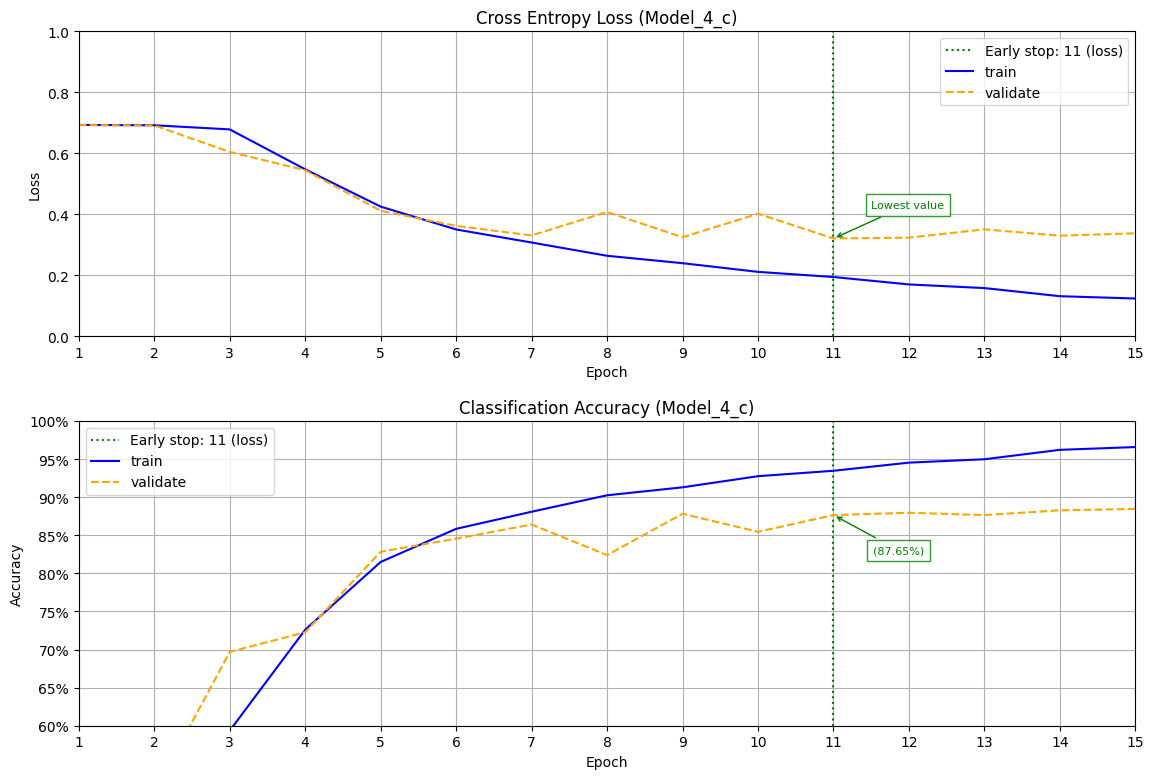 Cross Entropy Loss (Model_4_c)
1.0
0.8
0.6
0.4
0.2
0.0
Loss
Early stop: 11 (loss)
train
validate
Lowest value
1 2 3 4 5 6 7 8 9 10 11 12 13 14 15
Epoch
Classification Accuracy (Model_4_c)
100%
95%
90%
85%
80%
75%
70%
65%
60%
Accuracy
Early stop: 11 (loss)
train
validate
(87.65%)
1 2 3 4 5 6 7 8 9 10 11 12 13 14 15
Epoch